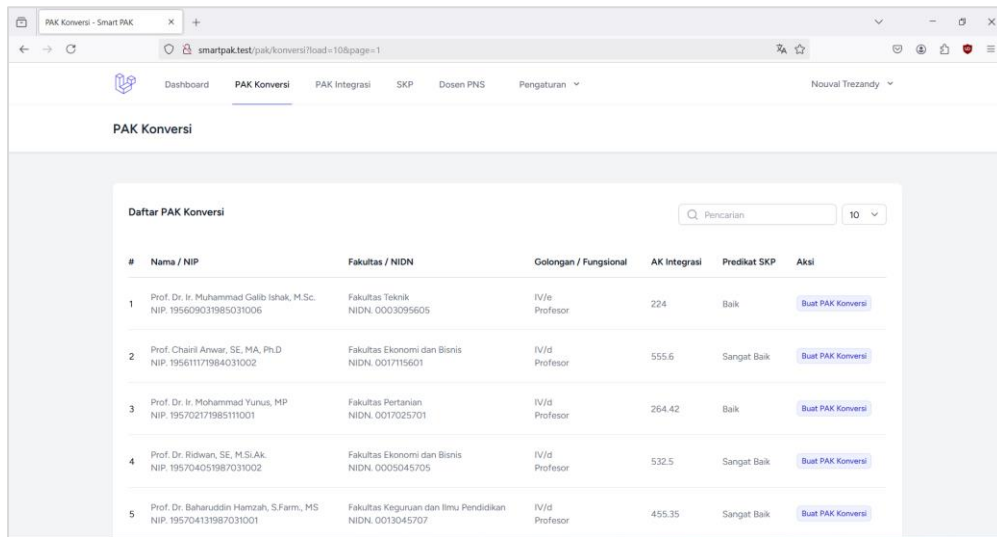 PAK Konversi - Smart PAK
smartpak.test/pak/konversi?load=10&page=1
Dashboard PAK Konversi PAK Integrasi SKP Dosen PNS Pengaturan Nouval Trezandy
PAK Konversi
Daftar PAK Konversi Pencarian 10
# Nama / NIP Fakultas / NIDN Golongan / Fungsional AK Integrasi Predikat SKP Aksi
1 Prof. Dr. Ir. Muhammad Galib Ishak, M.Sc. Fakultas Teknik IV/e 224 Baik Buat PAK Konversi
NIP. 195609031985031006 NIDN. 0003095605 Profesor
2 Prof. Chairil Anwar, SE, MA, Ph.D Fakultas Ekonomi dan Bisnis IV/d 555.6 Sangat Baik Buat PAK Konversi
NIP. 195611171984031002 NIDN. 0017115601 Profesor
3 Prof. Dr. Ir. Mohammad Yunus, MP Fakultas Pertanian IV/d 264.42 Baik Buat PAK Konversi
NIP. 195702171985111001 NIDN. 0017025701 Profesor
4 Prof. Dr. Ridwan, SE, M.Si.Ak. Fakultas Ekonomi dan Bisnis IV/d 532.5 Sangat Baik Buat PAK Konversi
NIP. 195704051987031002 NIDN. 0005045705 Profesor
5 Prof. Dr. Baharuddin Hamzah, S.Farm., MS Fakultas Keguruan dan Ilmu Pendidikan IV/d 455.35 Sangat Baik Buat PAK Konversi
NIP. 195704131987031001 NIDN. 0013045707 Profesor